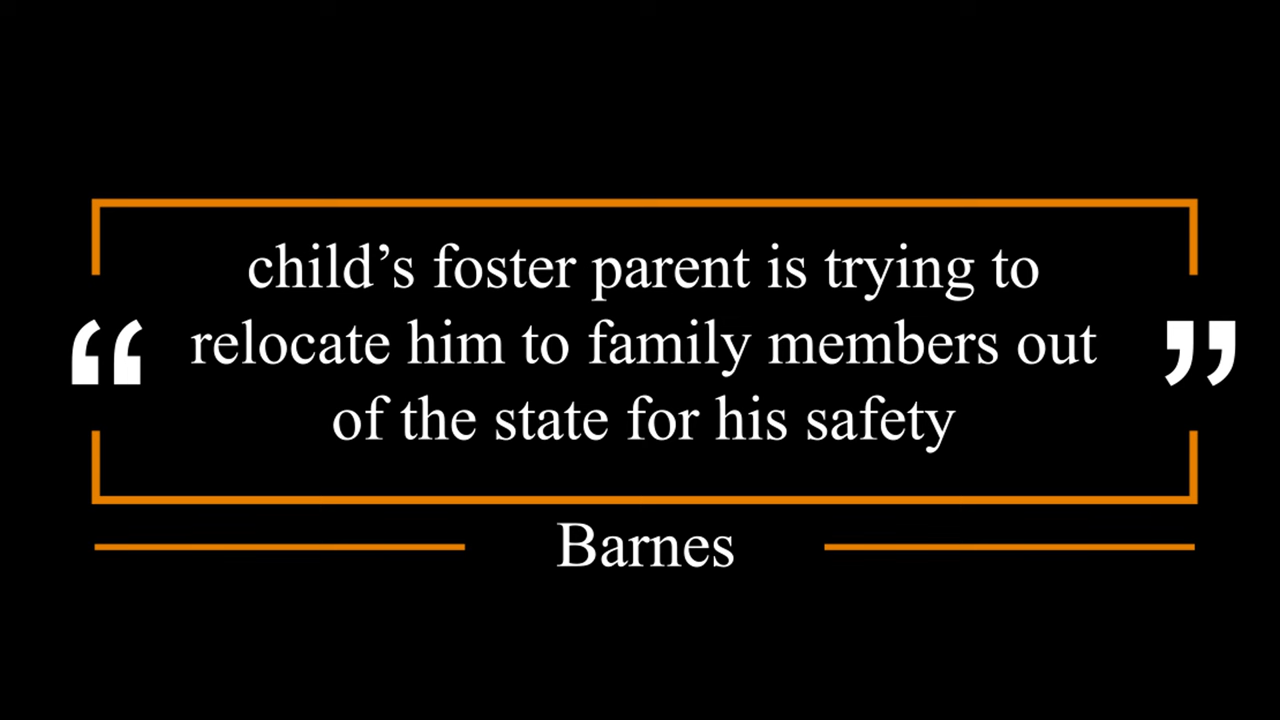 child’s foster parent is trying to
relocate him to family members out
“ ”
of the state for his safety
Barnes